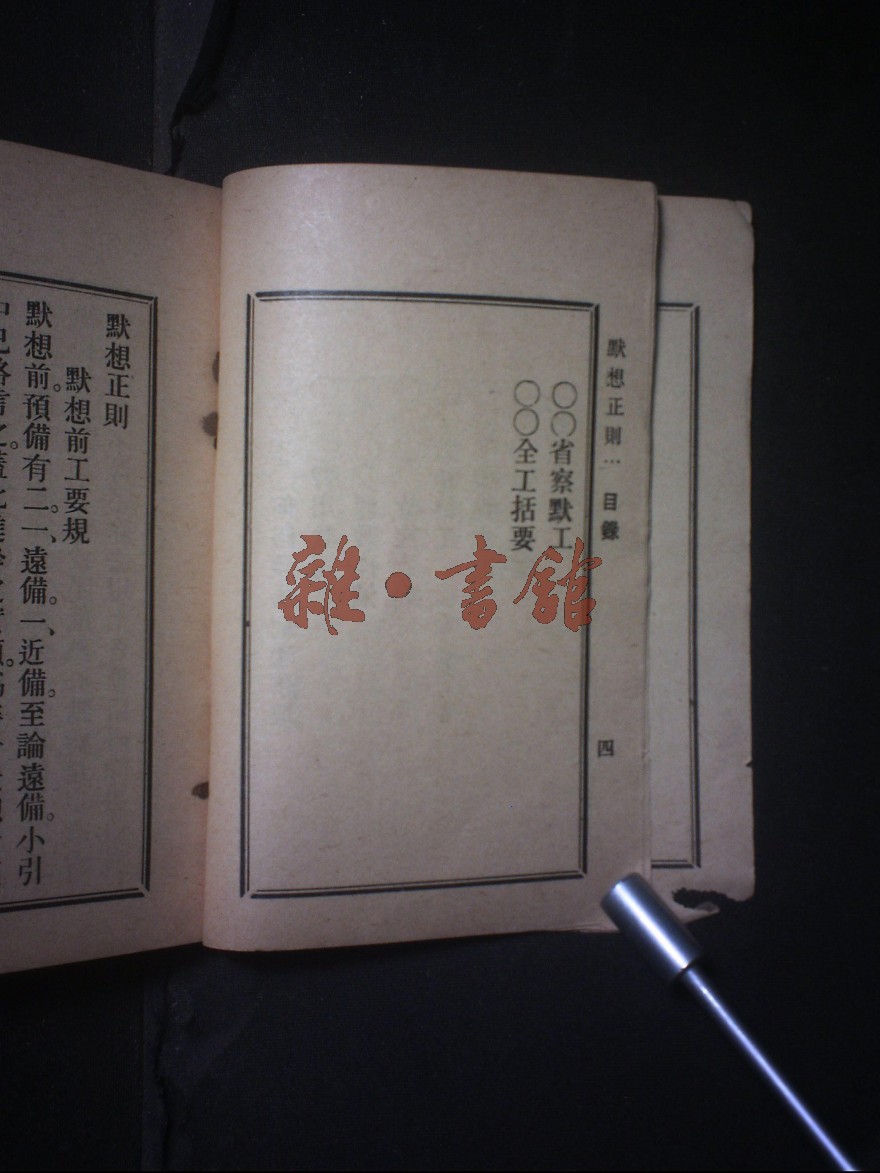 默想正則… 目錄
四
〇〇省察默工
〇〇全工括要
雜·書館
默想正則
默想前工要規
默想前。預備有二。一、遠備。一、近備。至論遠備。小引